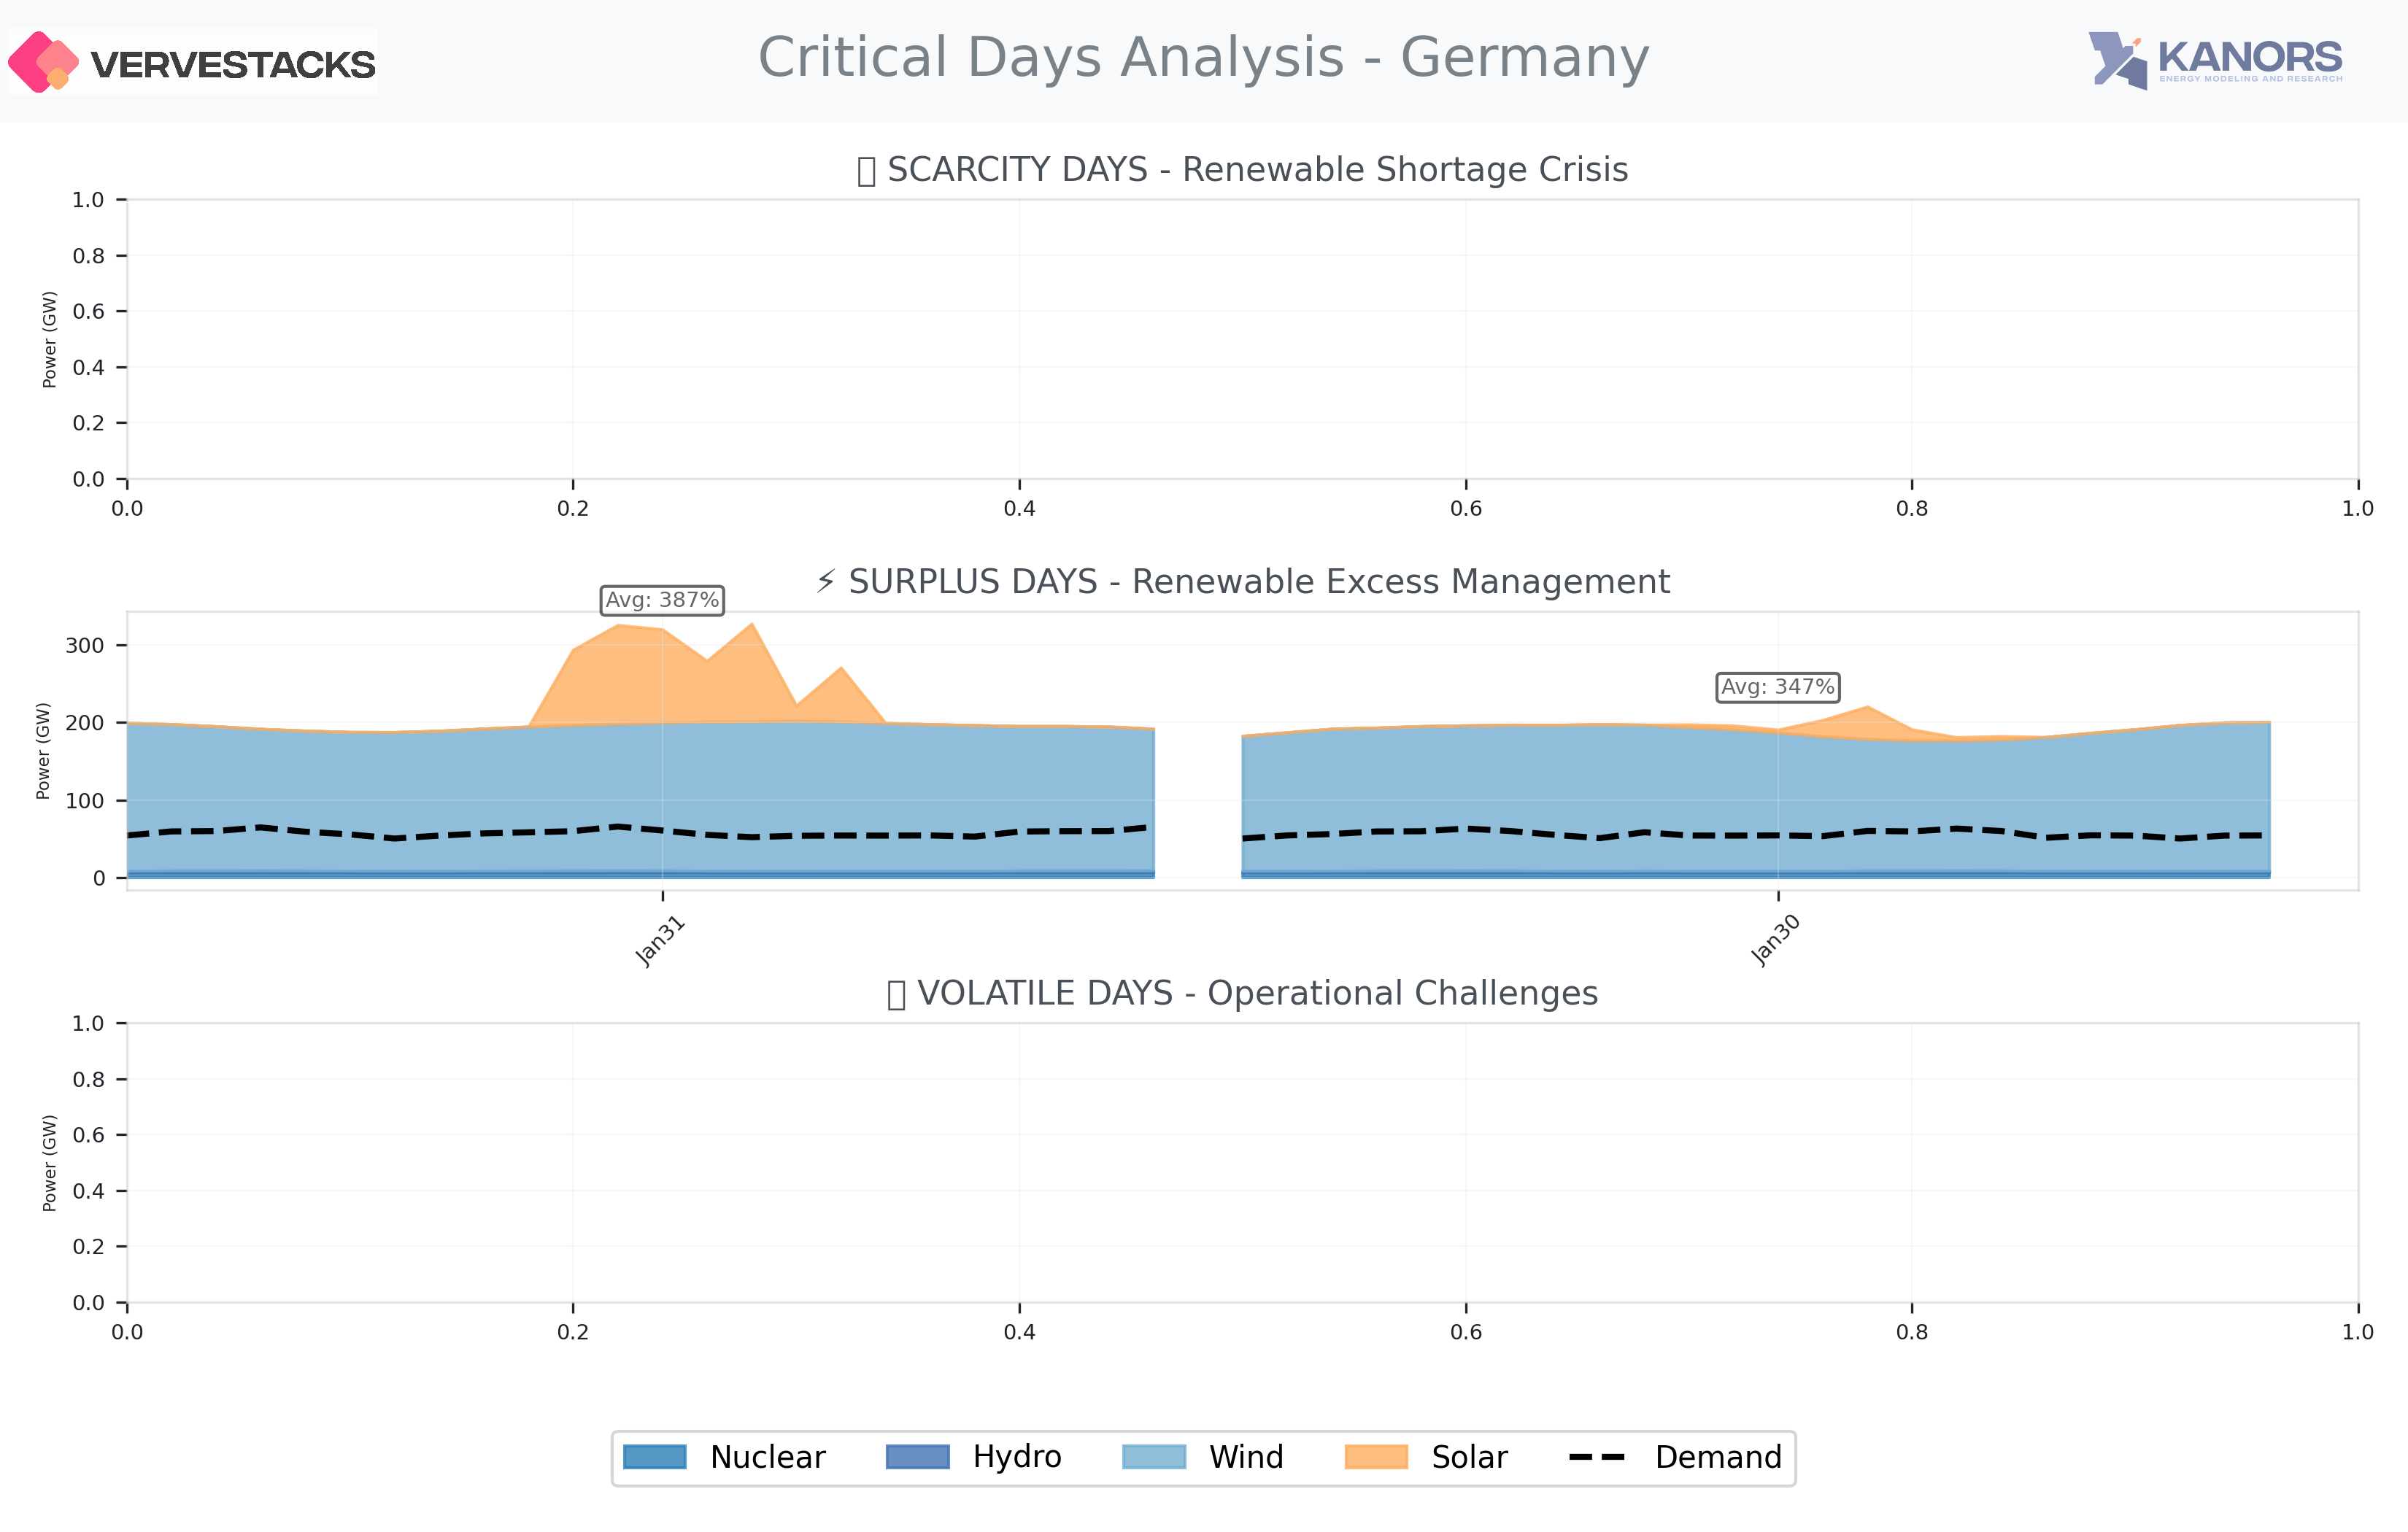 VERVESTACKS
Critical Days Analysis - Germany
KANORS
ENERGY MODELING AND RESEARCH
SCARCITY DAYS - Renewable Shortage Crisis
Power (GW)
1.0
0.8
0.6
0.4
0.2
0.0
0.0 0.2 0.4 0.6 0.8 1.0
⚡ SURPLUS DAYS - Renewable Excess Management
Avg: 387%
Avg: 347%
Power (GW)
300
200
100
0
Jan31 Jan30
VOLATILE DAYS - Operational Challenges
Power (GW)
1.0
0.8
0.6
0.4
0.2
0.0
0.0 0.2 0.4 0.6 0.8 1.0
Nuclear Hydro Wind Solar Demand